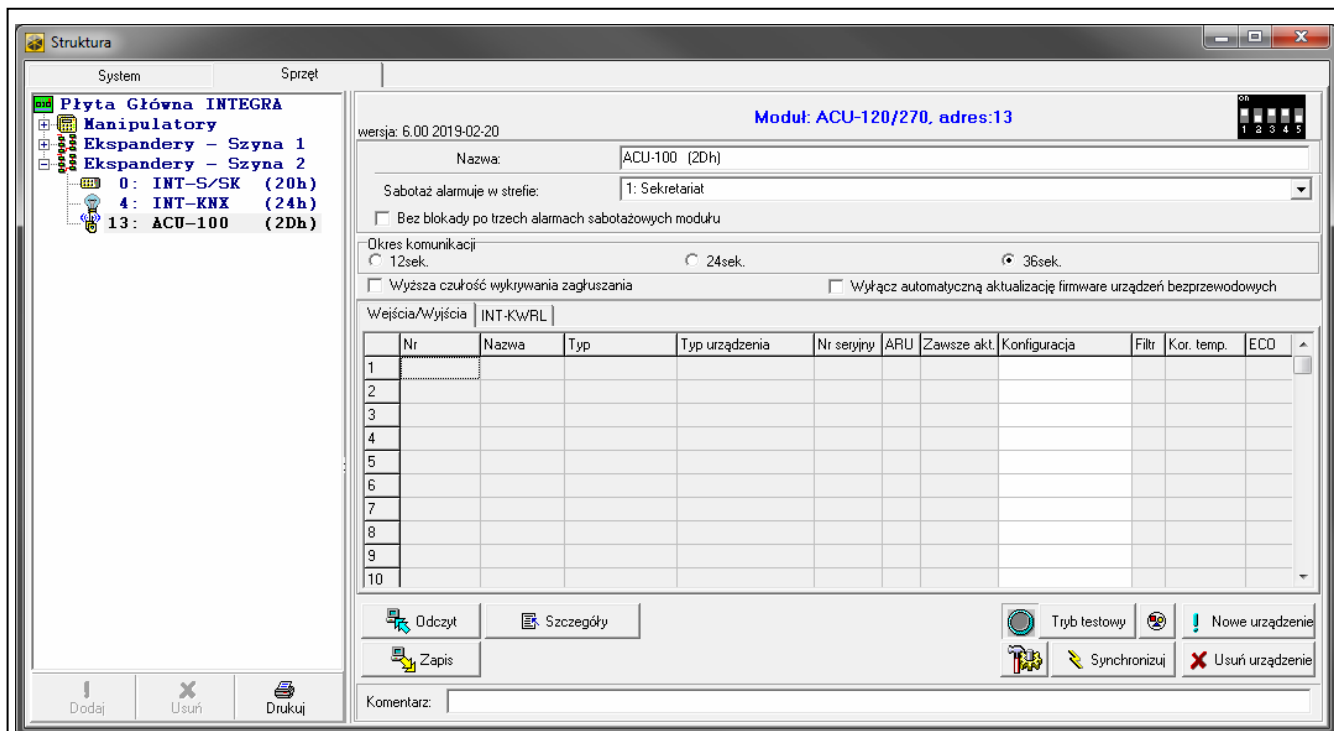 Struktura
System Sprzęt
Płyta Główna INTEGRA
Manipulatory
Ekspandery – Szyna 1
Ekspandery – Szyna 2
0: INT-S/SK (20h)
4: INT-KNX (24h)
13: ACU-100 (2Dh)
Dodaj Usuń Drukuj
wersja: 6.00 2019-02-20
Moduł: ACU-120/270, adres:13
on
1 2 3 4 5
Nazwa: ACU-100 (2Dh)
Sabotaż alarmuje w strefie: 1: Sekretariat
Bez blokady po trzech alarmach sabotażowych modułu
Okres komunikacji
12sek. 24sek. 36sek.
Wyższa czułość wykrywania zagłuszania Wyłącz automatyczną aktualizację firmware urządzeń bezprzewodowych
Wejścia/Wyjścia INT-KWRL
Nr Nazwa Typ Typ urządzenia Nr seryjny ARU Zawsze akt. Konfiguracja Filtr Kor. temp. ECO
1
2
3
4
5
6
7
8
9
10
Odczyt Szczegóły Tryb testowy Nowe urządzenie
Zapis Synchronizuj Usuń urządzenie
Komentarz: